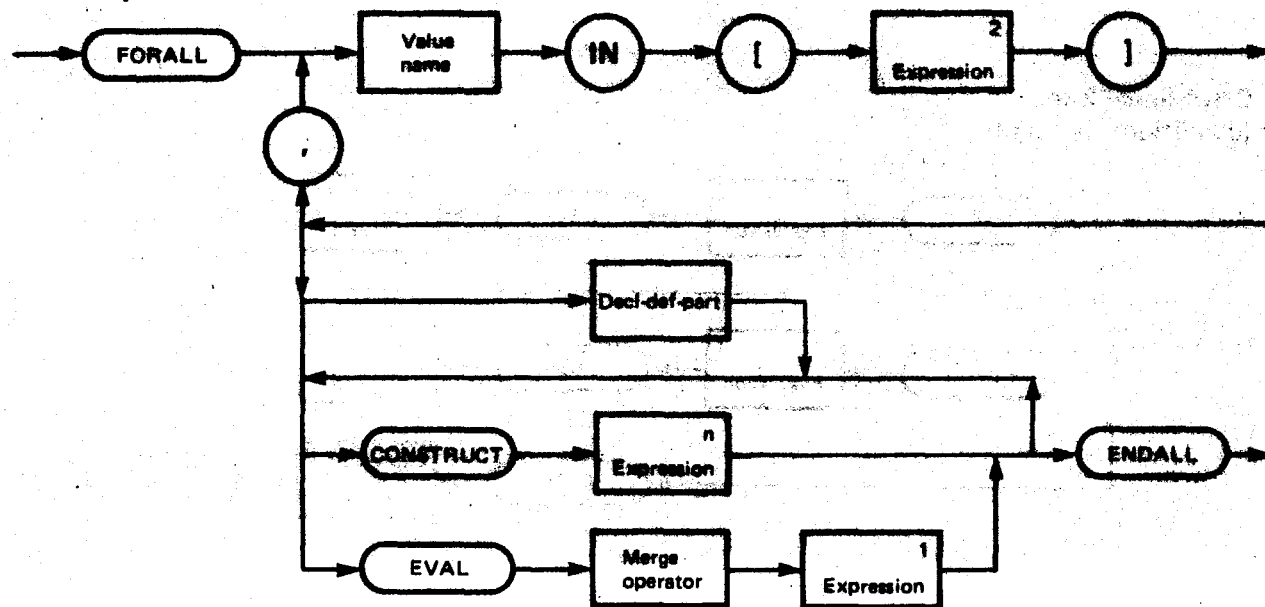 FORALL
Value
name
IN
[
2
Expression
]
,
Decl-def-part
CONSTRUCT
n
Expression
ENDALL
EVAL
Merge
operator
1
Expression